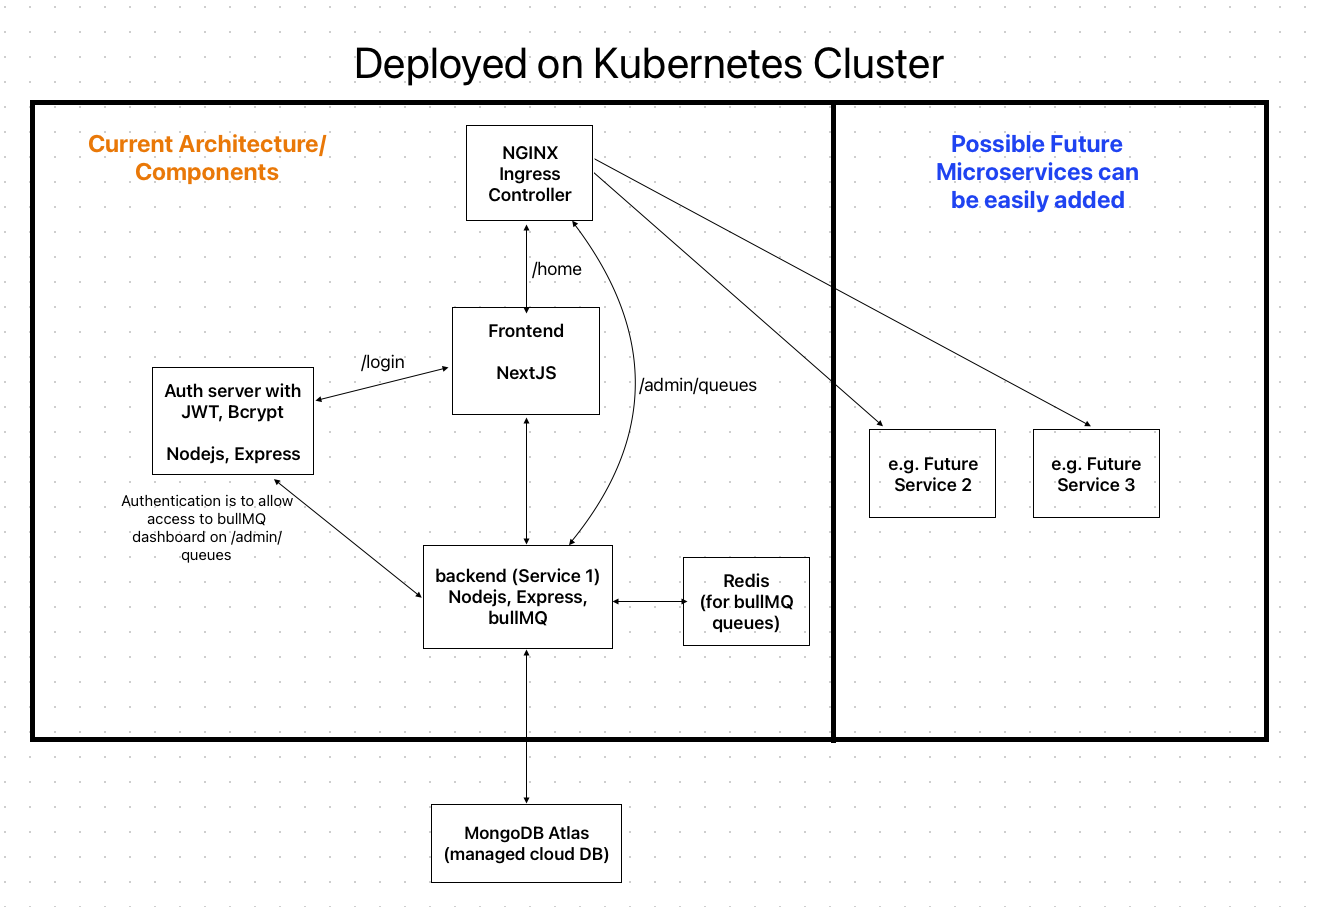 Deployed on Kubernetes Cluster
Current Architecture/
Components
NGINX
Ingress
Controller
Possible Future
Microservices can
be easily added
/home
Frontend
NextJS
/login
/admin/queues
Auth server with
JWT, Bcrypt
Nodejs, Express
Authentication is to allow
access to bullMQ
dashboard on /admin/
queues
e.g. Future
Service 2
e.g. Future
Service 3
backend (Service 1)
Nodejs, Express,
bullMQ
Redis
(for bullMQ
queues)
MongoDB Atlas
(managed cloud DB)